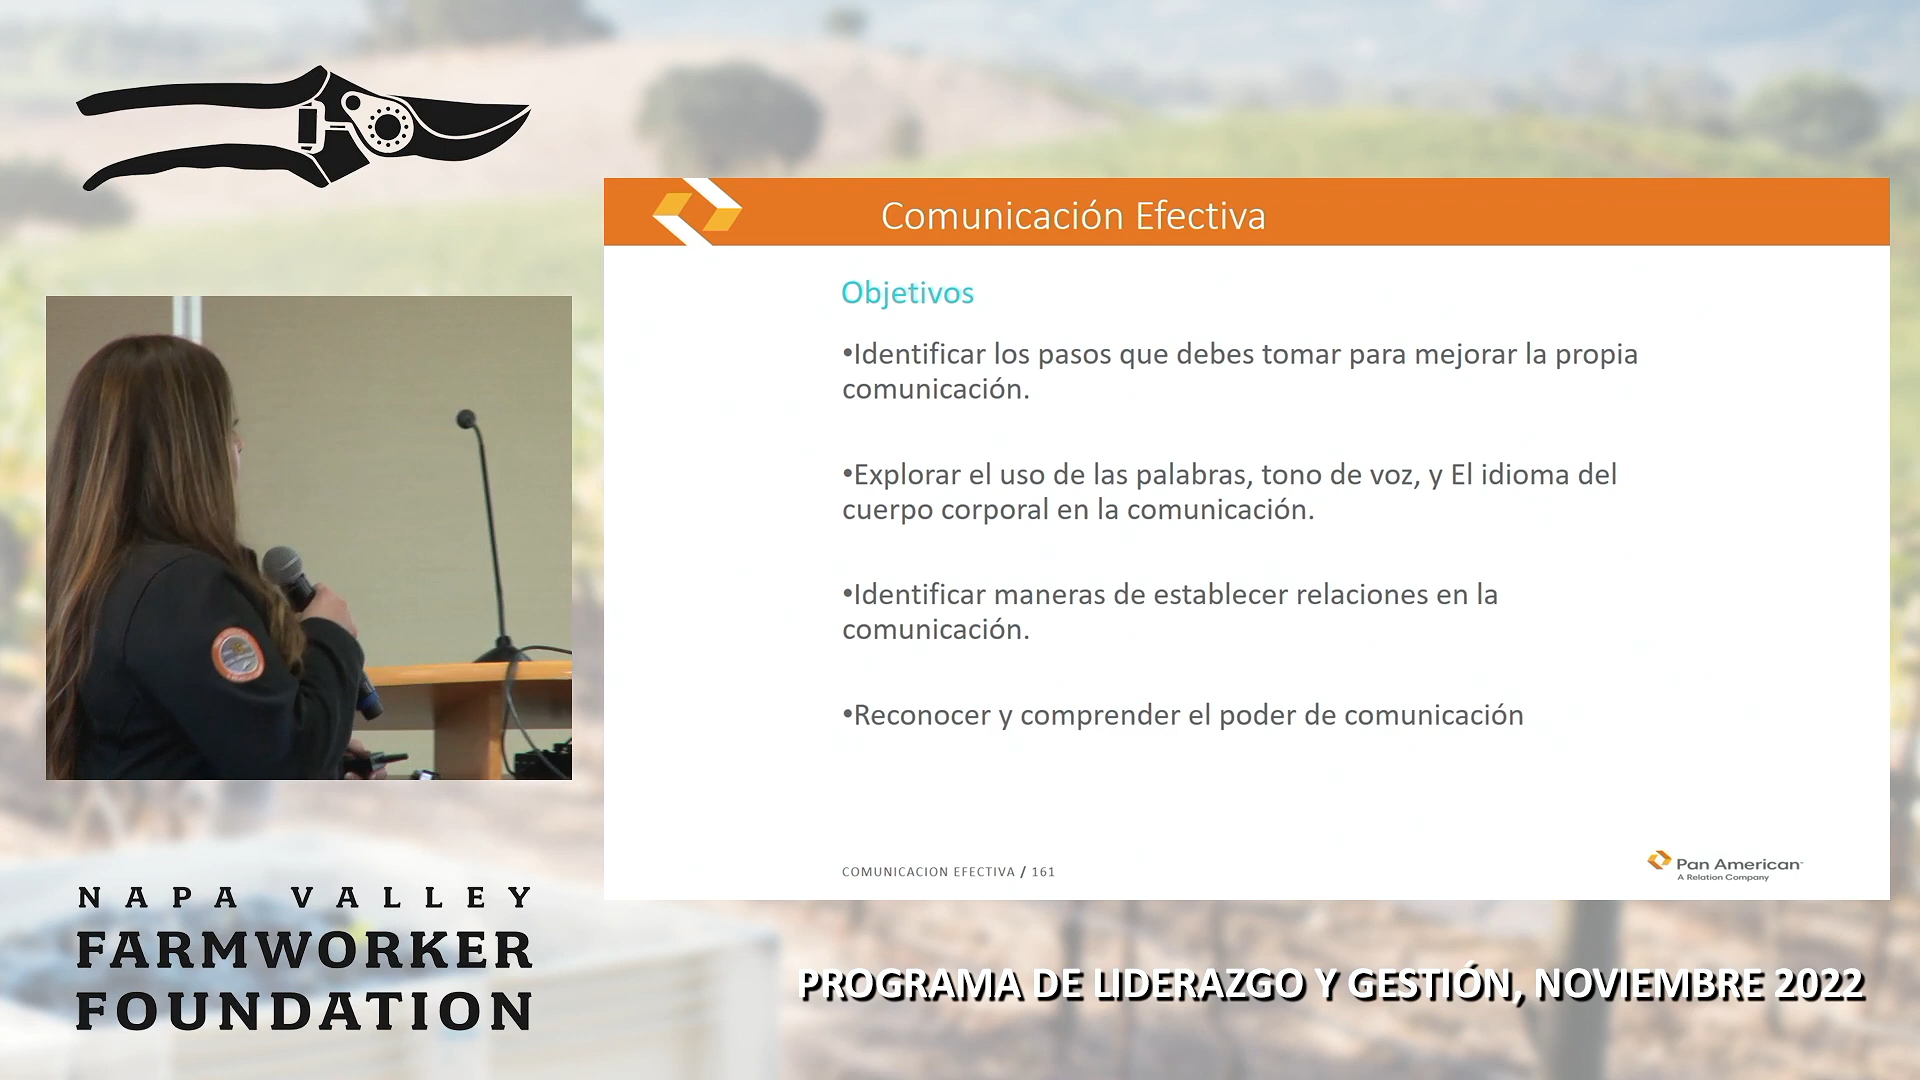 Comunicación Efectiva
Objetivos
•Identificar los pasos que debes tomar para mejorar la propia
comunicación.
•Explorar el uso de las palabras, tono de voz, y El idioma del
cuerpo corporal en la comunicación.
•Identificar maneras de establecer relaciones en la
comunicación.
•Reconocer y comprender el poder de comunicación
COMUNICACION EFECTIVA / 161
Pan American
A Relation Company
NAPA VALLEY
FARMWORKER
FOUNDATION
PROGRAMA DE LIDERAZGO Y GESTIÓN, NOVIEMBRE 2022